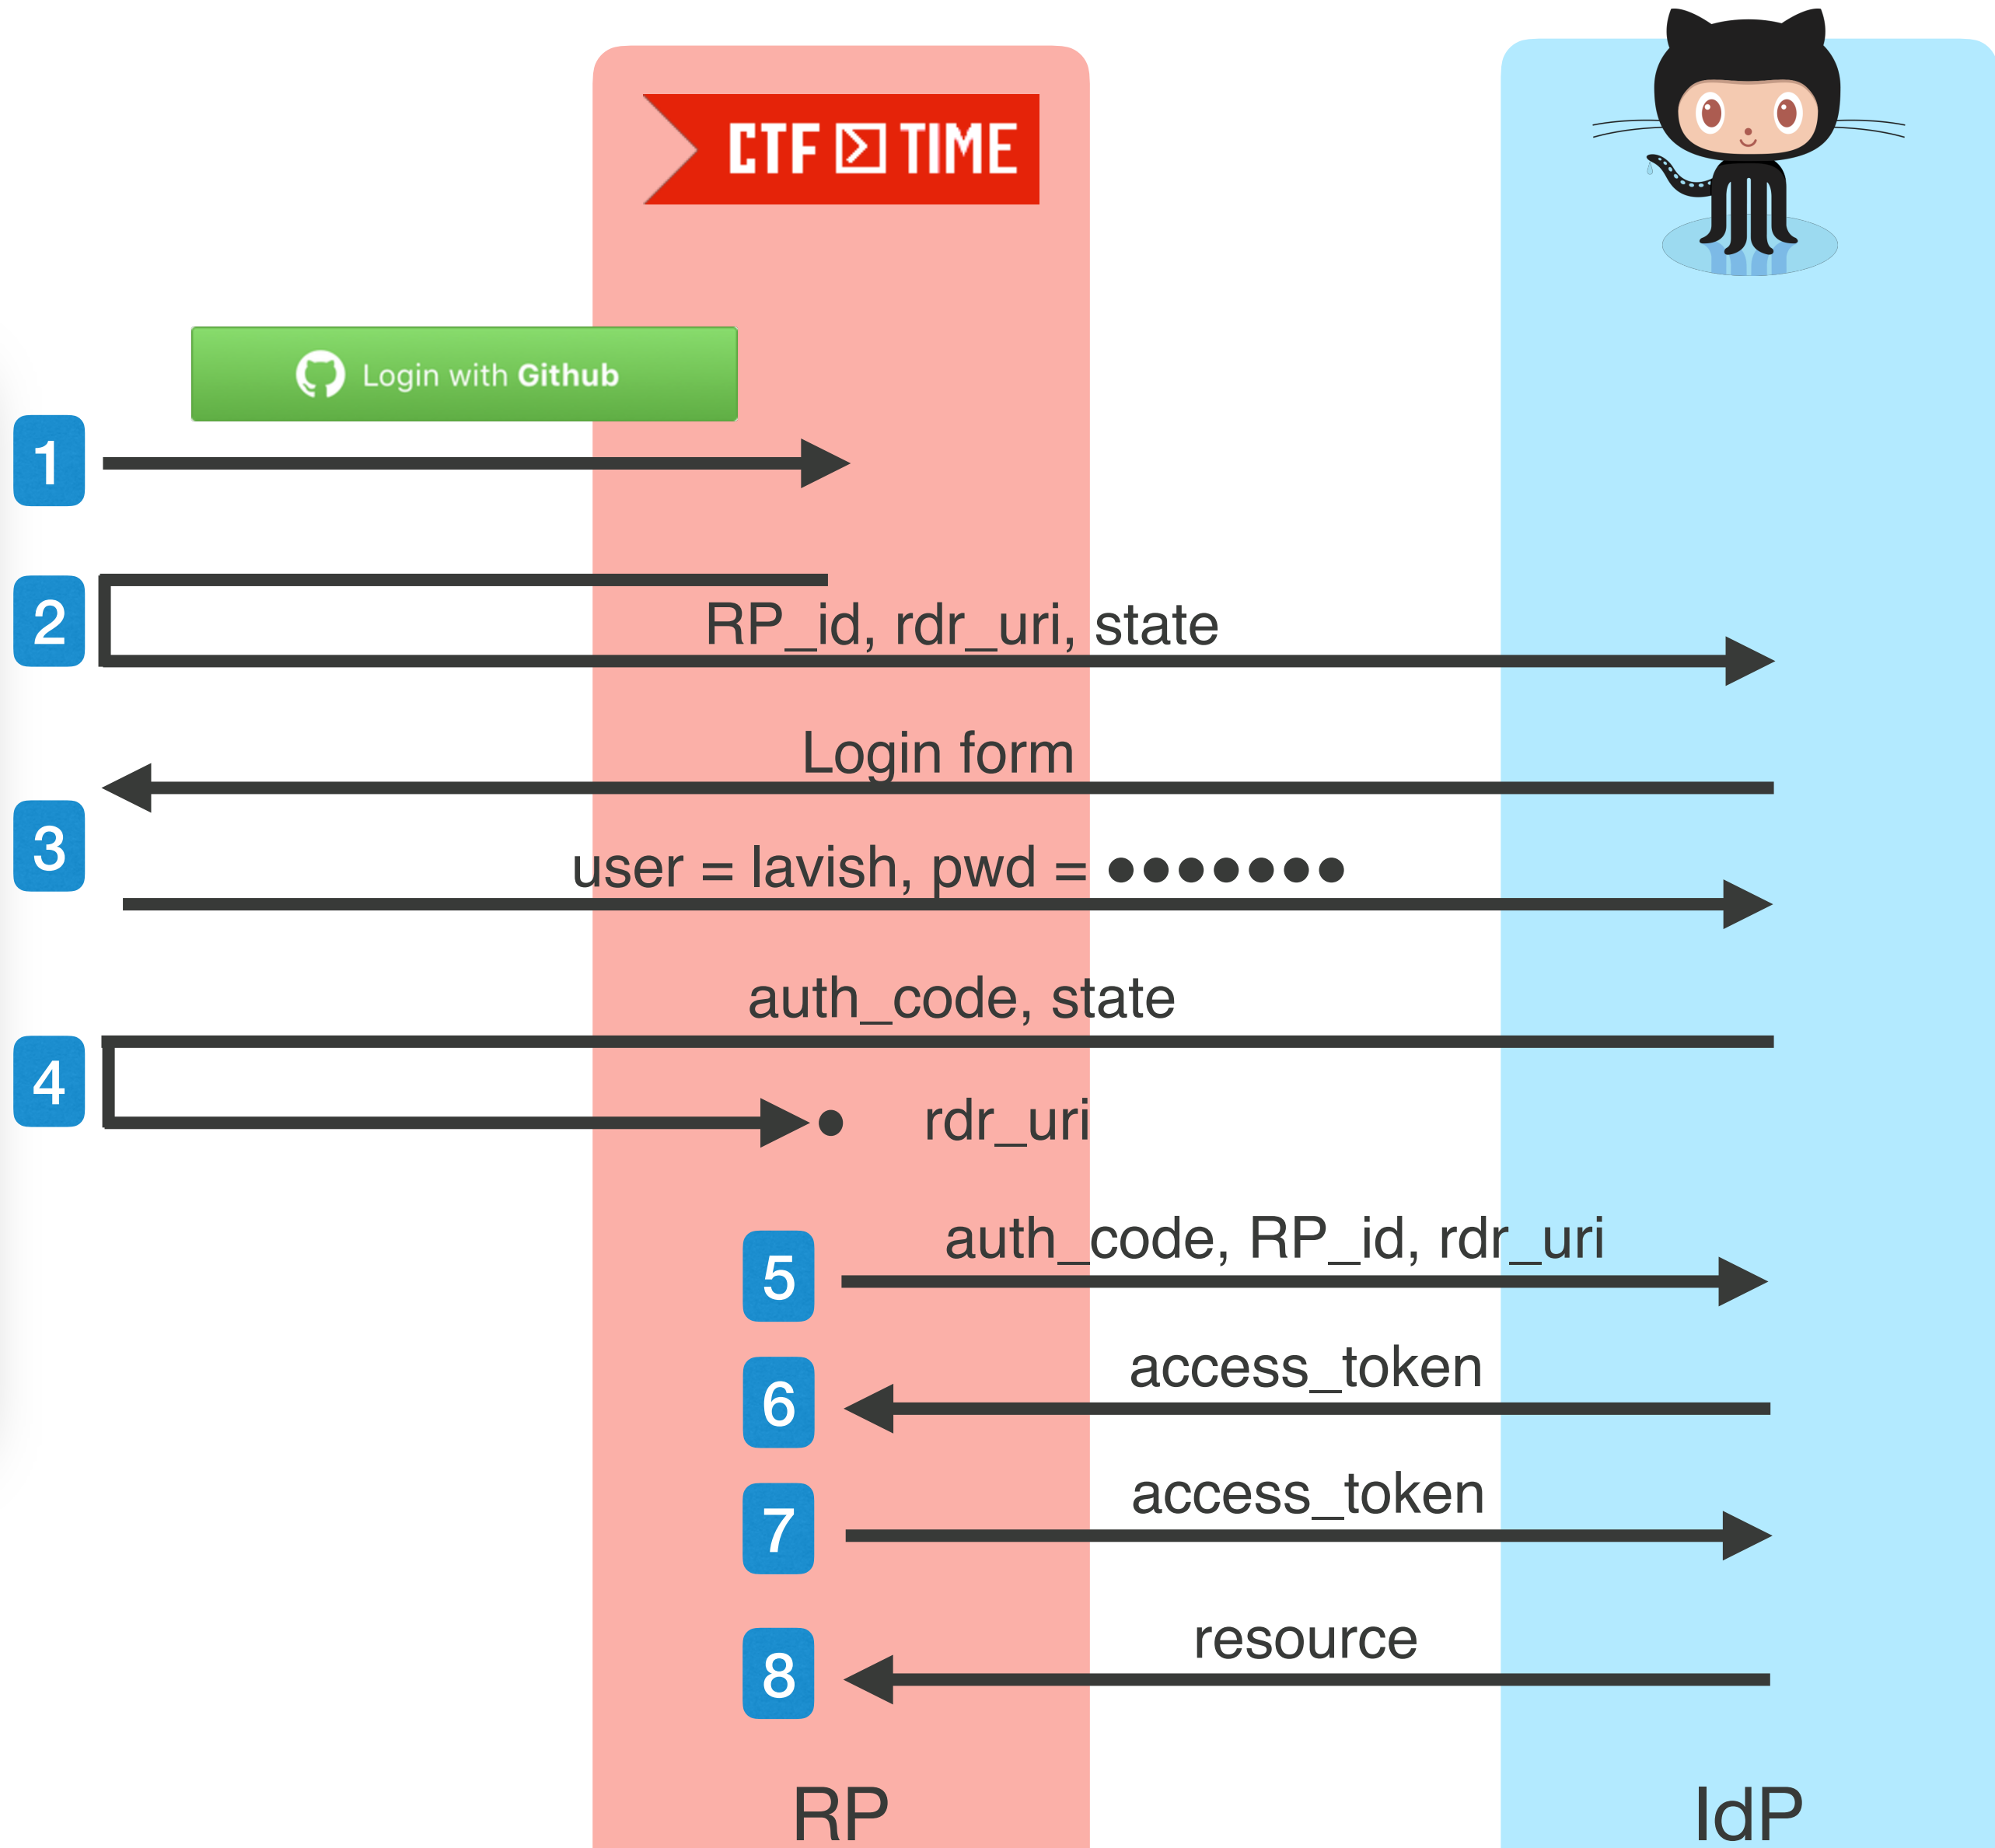 CTF TIME
Login with Github
1
2
RP_id, rdr_uri, state
Login form
3
user = lavish, pwd = •••••••
auth_code, state
4
• rdr_uri
auth_code, RP_id, rdr_uri
5
access_token
6
access_token
7
resource
8
RP
IdP